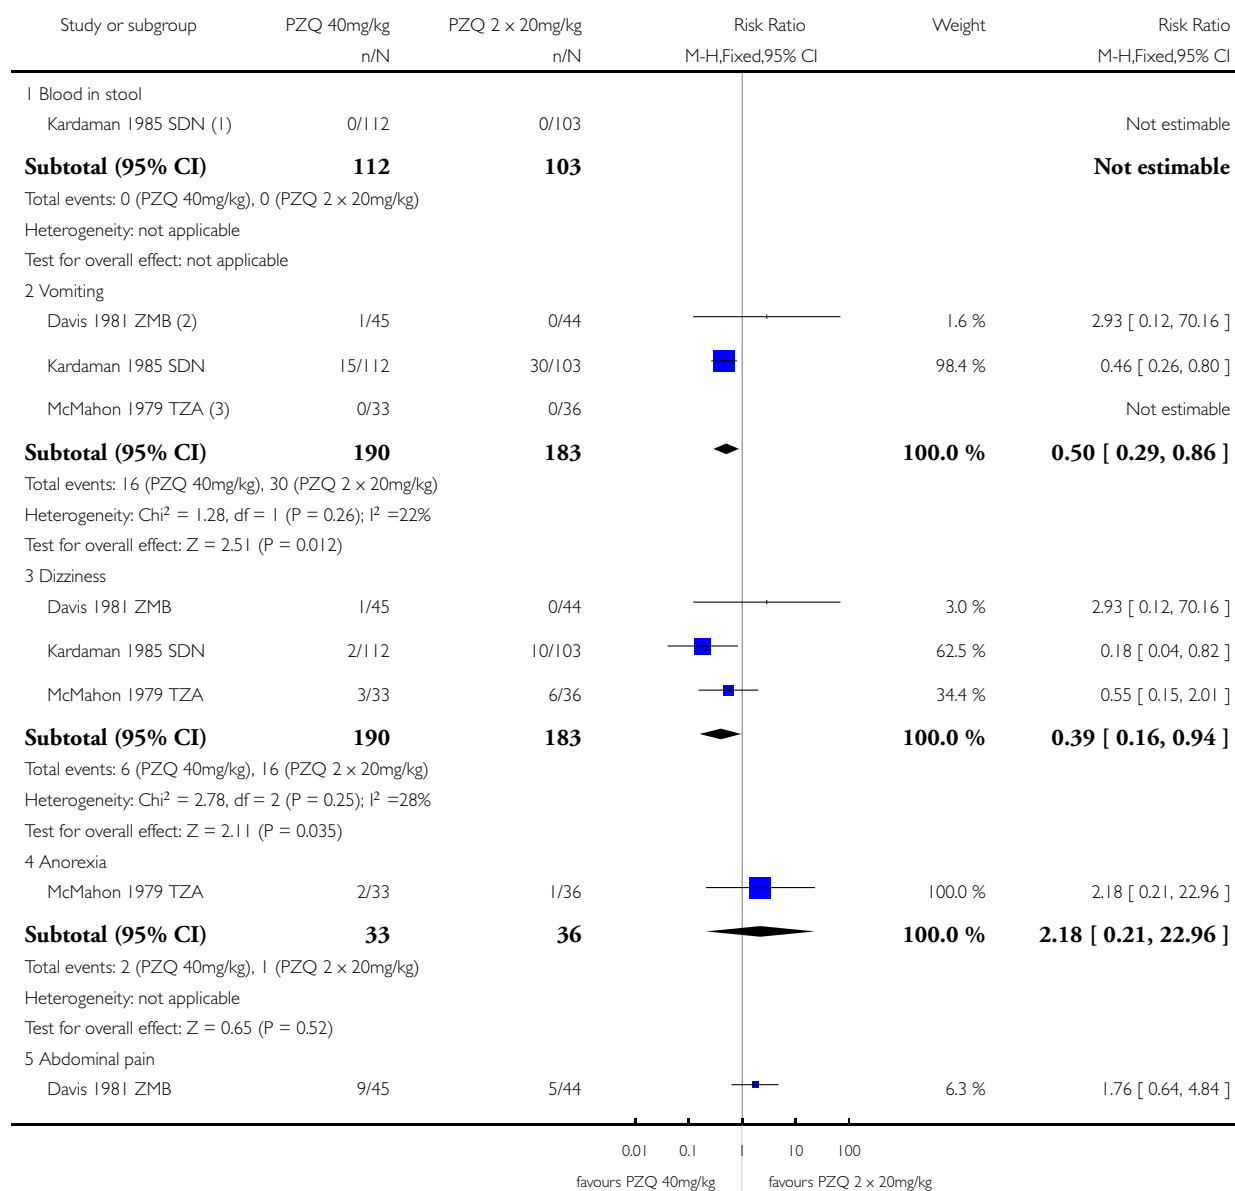 Study or subgroup PZQ 40mg/kg PZQ 2 x 20mg/kg Risk Ratio Weight Risk Ratio
n/N n/N M-H,Fixed,95% CI M-H,Fixed,95% CI
1 Blood in stool
Kardaman 1985 SDN (1) 0/112 0/103 Not estimable
Subtotal (95% CI) 112 103 Not estimable
Total events: 0 (PZQ 40mg/kg), 0 (PZQ 2 x 20mg/kg)
Heterogeneity: not applicable
Test for overall effect: not applicable
2 Vomiting
Davis 1981 ZMB (2) 1/45 0/44 1.6 % 2.93 [ 0.12, 70.16 ]
Kardaman 1985 SDN 15/112 30/103 98.4 % 0.46 [ 0.26, 0.80 ]
McMahon 1979 TZA (3) 0/33 0/36 Not estimable
Subtotal (95% CI) 190 183 100.0 % 0.50 [ 0.29, 0.86 ]
Total events: 16 (PZQ 40mg/kg), 30 (PZQ 2 x 20mg/kg)
Heterogeneity: Chi² = 1.28, df = 1 (P = 0.26); I² =22%
Test for overall effect: Z = 2.51 (P = 0.012)
3 Dizziness
Davis 1981 ZMB 1/45 0/44 3.0 % 2.93 [ 0.12, 70.16 ]
Kardaman 1985 SDN 2/112 10/103 62.5 % 0.18 [ 0.04, 0.82 ]
McMahon 1979 TZA 3/33 6/36 34.4 % 0.55 [ 0.15, 2.01 ]
Subtotal (95% CI) 190 183 100.0 % 0.39 [ 0.16, 0.94 ]
Total events: 6 (PZQ 40mg/kg), 16 (PZQ 2 x 20mg/kg)
Heterogeneity: Chi² = 2.78, df = 2 (P = 0.25); I² =28%
Test for overall effect: Z = 2.11 (P = 0.035)
4 Anorexia
McMahon 1979 TZA 2/33 1/36 100.0 % 2.18 [ 0.21, 22.96 ]
Subtotal (95% CI) 33 36 100.0 % 2.18 [ 0.21, 22.96 ]
Total events: 2 (PZQ 40mg/kg), 1 (PZQ 2 x 20mg/kg)
Heterogeneity: not applicable
Test for overall effect: Z = 0.65 (P = 0.52)
5 Abdominal pain
Davis 1981 ZMB 9/45 5/44 6.3 % 1.76 [ 0.64, 4.84 ]
0.01 0.1 1 10 100
favours PZQ 40mg/kg favours PZQ 2 x 20mg/kg